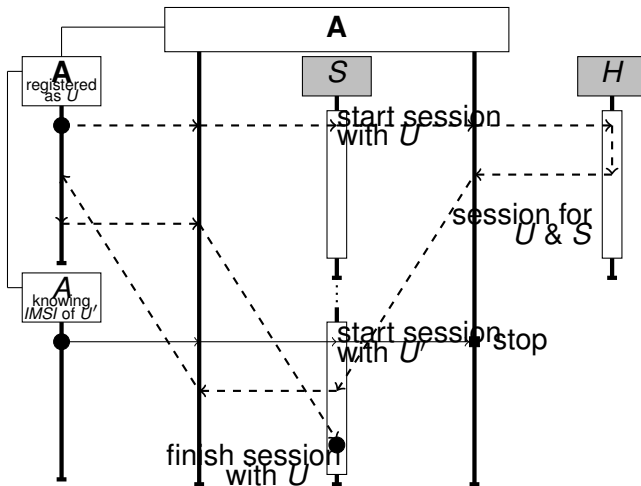 A
A
registered
as U
S
H
start session
with U
session for
U & S
A
knowing
IMSI of U′
start session
with U′
stop
finish session
with U